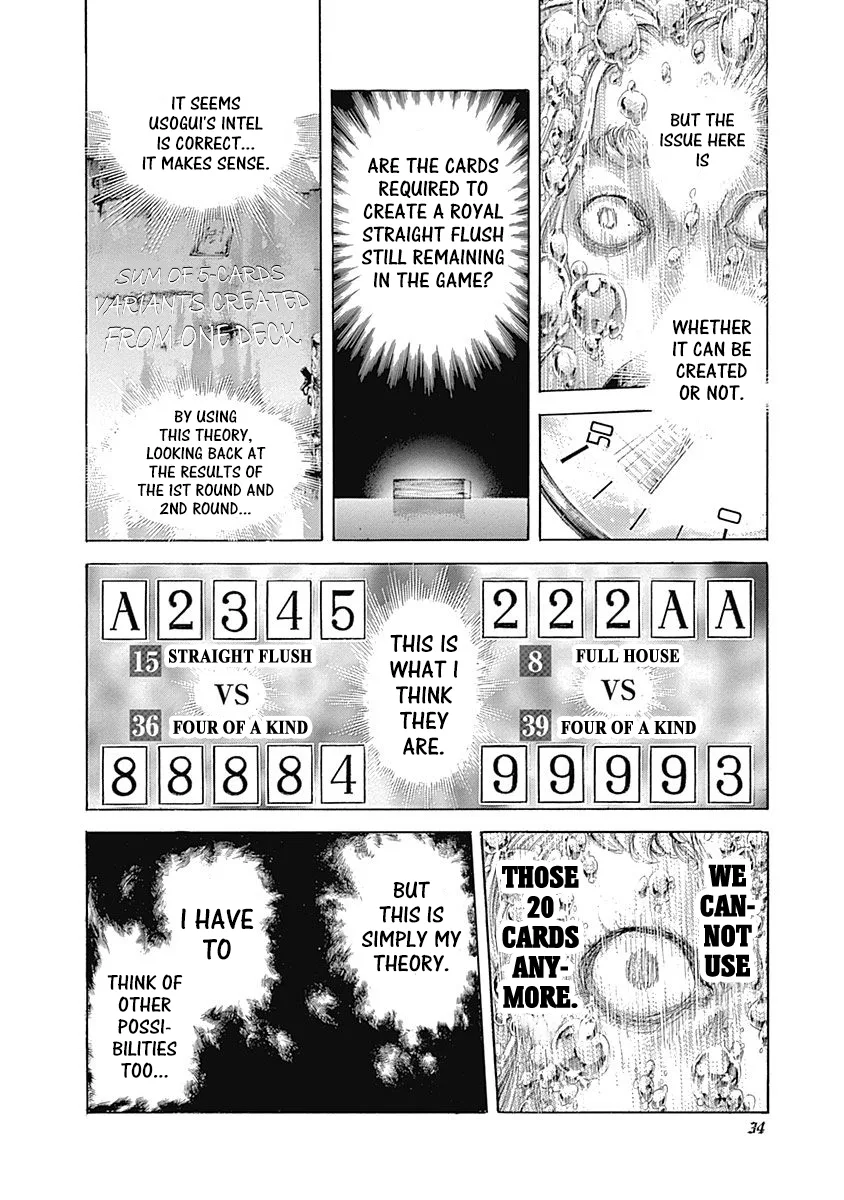 BUT THE
ISSUE HERE
IS
WHETHER
IT CAN BE
CREATED
OR NOT.
50
0
ARE THE CARDS
REQUIRED TO
CREATE A ROYAL
STRAIGHT FLUSH
STILL REMAINING
IN THE GAME?
IT SEEMS
USOGUI'S INTEL
IS CORRECT...
IT MAKES SENSE.
SUM OF 5-CARDS
VARIANTS CREATED
FROM ONE DECK
BY USING
THIS THEORY,
LOOKING BACK AT
THE RESULTS OF
THE 1ST ROUND AND
2ND ROUND...
2 2 2 A A
8 FULL HOUSE
VS
39 FOUR OF A KIND
9 9 9 9 3
THIS IS
WHAT I
THINK
THEY
ARE.
A 2 3 4 5
15 STRAIGHT FLUSH
VS
36 FOUR OF A KIND
8 8 8 8 4
WE
CAN-
NOT
USE
THOSE
20
CARDS
ANY-
MORE.
BUT
THIS IS
SIMPLY MY
THEORY.
I HAVE
TO
THINK OF
OTHER
POSSI-
BILITIES
TOO...
34